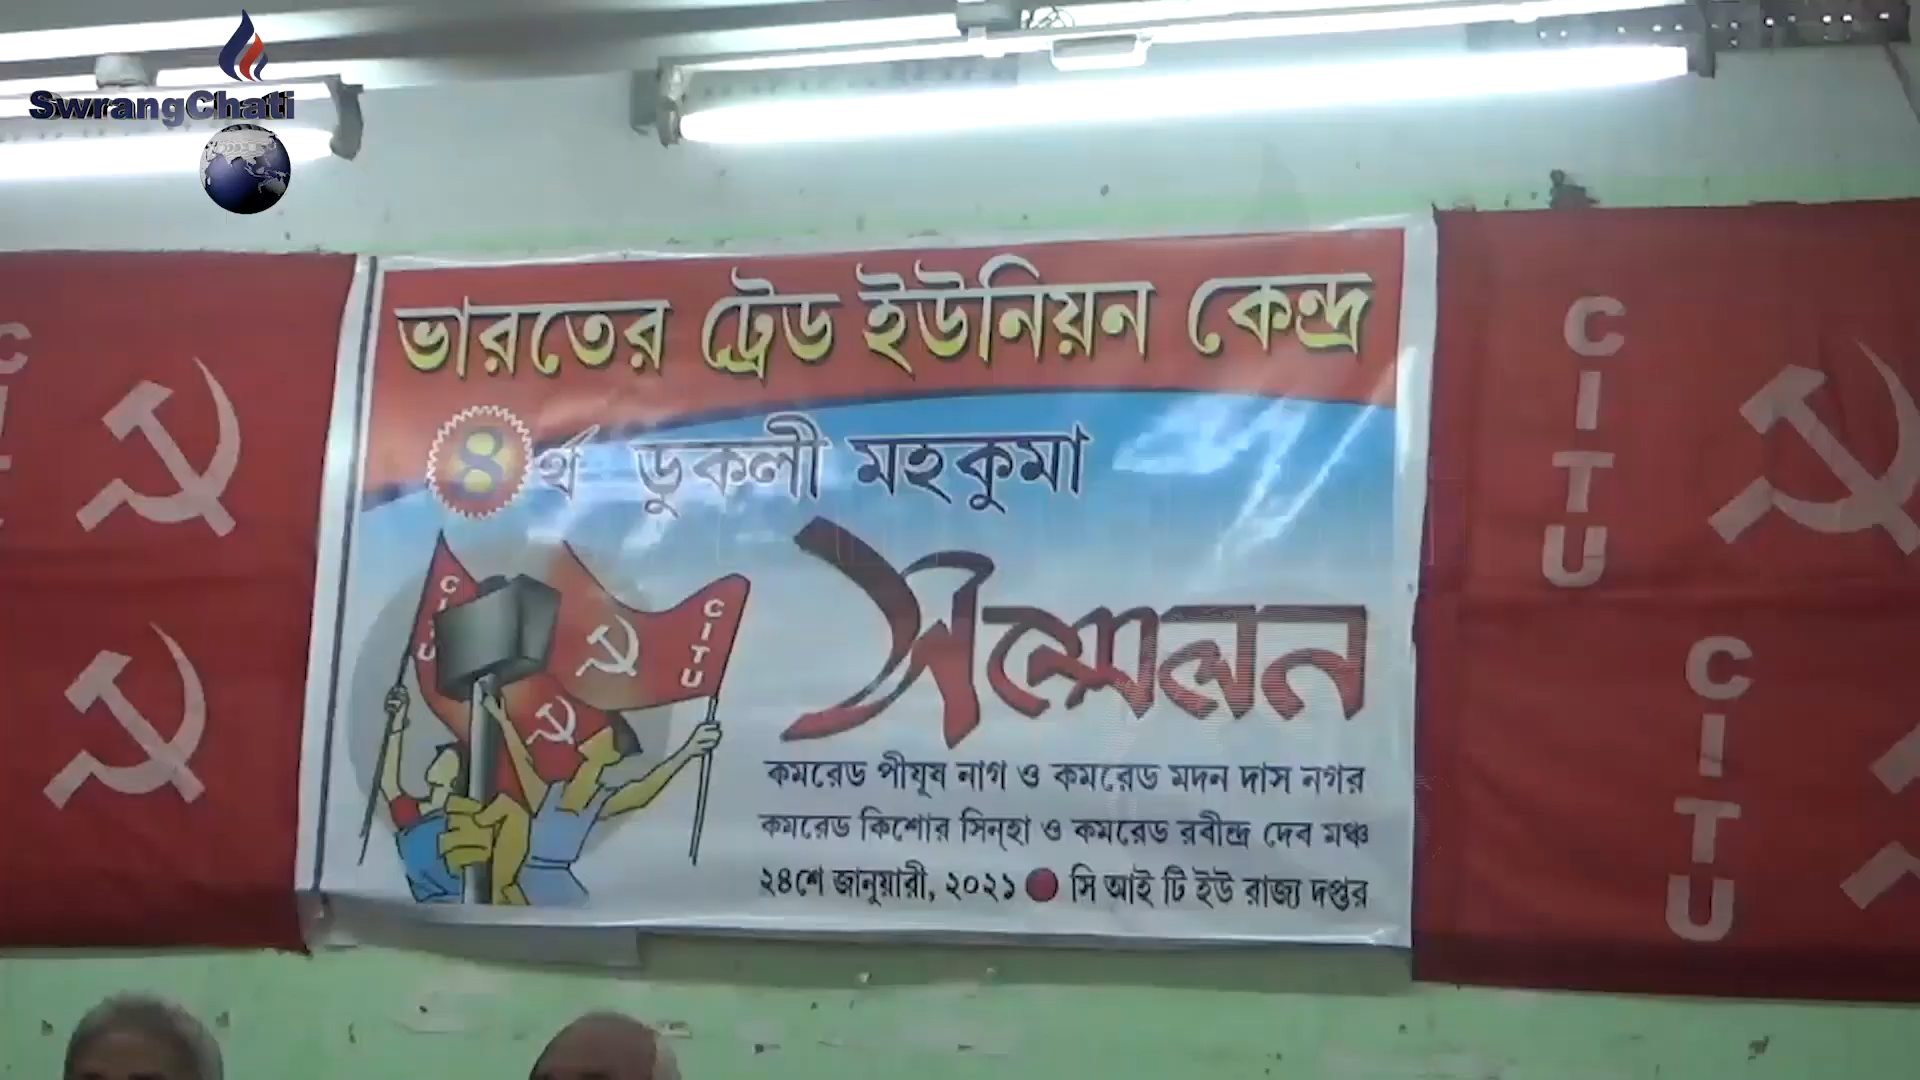 SwrangChati
ভারতের ট্রেড ইউনিয়ন কেন্দ্র
৪র্থ ডুকলী মহকুমা
সম্মেলন
কমরেড পীযূষ নাগ ও কমরেড মদন দাস নগর
কমরেড কিশোর সিন্‌হা ও কমরেড রবীন্দ্র দেব মঞ্চ
২৪শে জানুয়ারী, ২০২১ ● সি আই টি ইউ রাজ্য দপ্তর
CITU
CITU
CITU
CITU